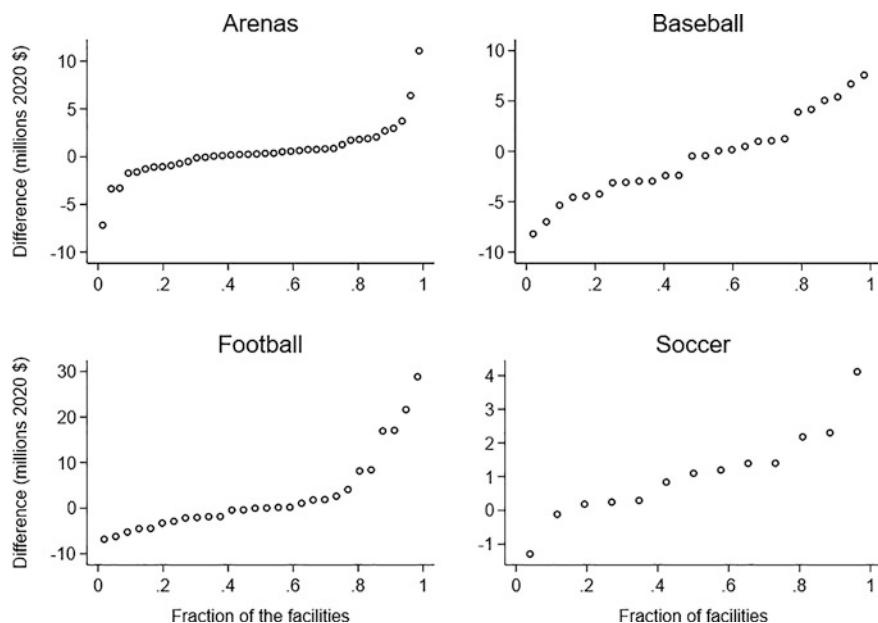 Arenas
Difference (millions 2020 $)
10
5
0
-5
-10
0 .2 .4 .6 .8 1
Baseball
10
5
0
-5
-10
0 .2 .4 .6 .8 1
Football
Difference (millions 2020 $)
30
20
10
0
-10
0 .2 .4 .6 .8 1
Fraction of the facilities
Soccer
4
3
2
1
0
-1
0 .2 .4 .6 .8 1
Fraction of facilities